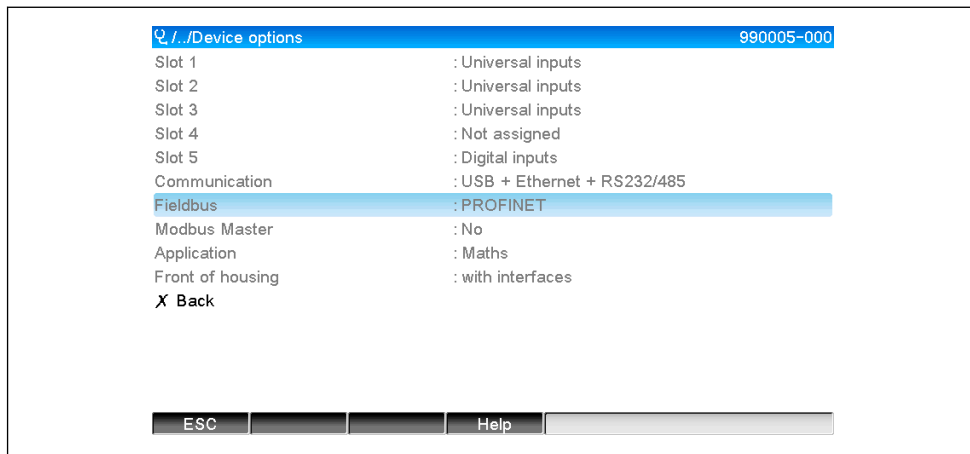 /../Device options 990005-000
Slot 1 : Universal inputs
Slot 2 : Universal inputs
Slot 3 : Universal inputs
Slot 4 : Not assigned
Slot 5 : Digital inputs
Communication : USB + Ethernet + RS232/485
Fieldbus : PROFINET
Modbus Master : No
Application : Maths
Front of housing : with interfaces
X Back
ESC Help